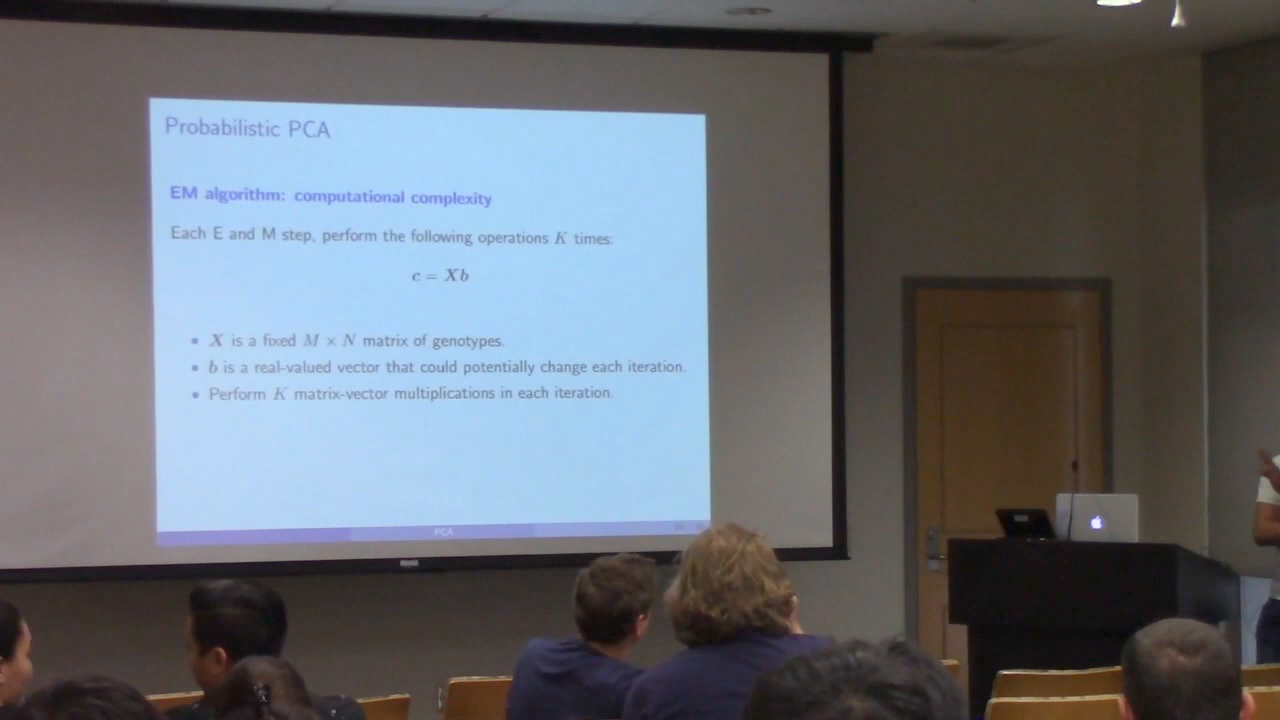 Probabilistic PCA
EM algorithm: computational complexity
Each E and M step, perform the following operations K times:
c = Xb
• X is a fixed M × N matrix of genotypes.
• b is a real-valued vector that could potentially change each iteration.
• Perform K matrix-vector multiplications in each iteration.
PCA